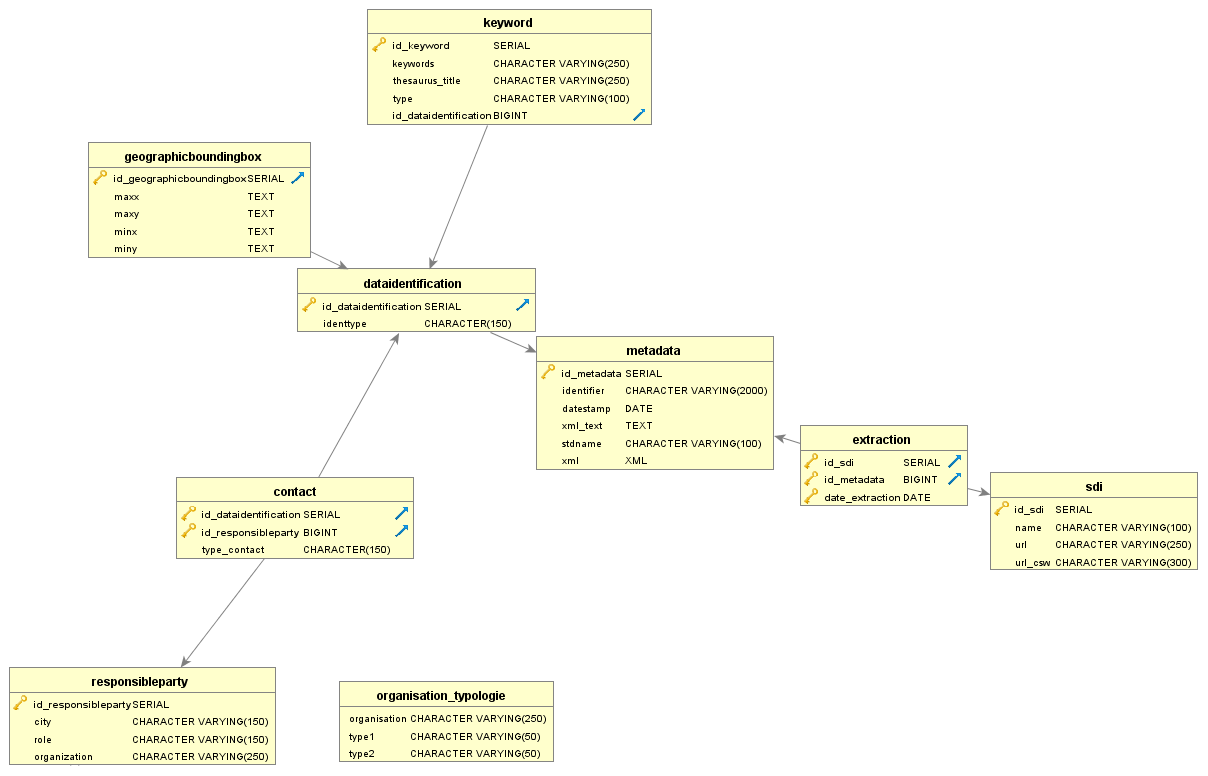 keyword
id_keyword SERIAL
keywords CHARACTER VARYING(250)
thesaurus_title CHARACTER VARYING(250)
type CHARACTER VARYING(100)
id_dataidentification BIGINT
geographicboundingbox
id_geographicboundingbox SERIAL
maxx TEXT
maxy TEXT
minx TEXT
miny TEXT
dataidentification
id_dataidentification SERIAL
identtype CHARACTER(150)
metadata
id_metadata SERIAL
identifier CHARACTER VARYING(2000)
datestamp DATE
xml_text TEXT
stdname CHARACTER VARYING(100)
xml XML
extraction
id_sdi SERIAL
id_metadata BIGINT
date_extraction DATE
sdi
id_sdi SERIAL
name CHARACTER VARYING(100)
url CHARACTER VARYING(250)
url_csw CHARACTER VARYING(300)
contact
id_dataidentification SERIAL
id_responsibleparty BIGINT
type_contact CHARACTER(150)
responsibleparty
id_responsibleparty SERIAL
city CHARACTER VARYING(150)
role CHARACTER VARYING(150)
organization CHARACTER VARYING(250)
organisation_typologie
organisation CHARACTER VARYING(250)
type1 CHARACTER VARYING(50)
type2 CHARACTER VARYING(50)